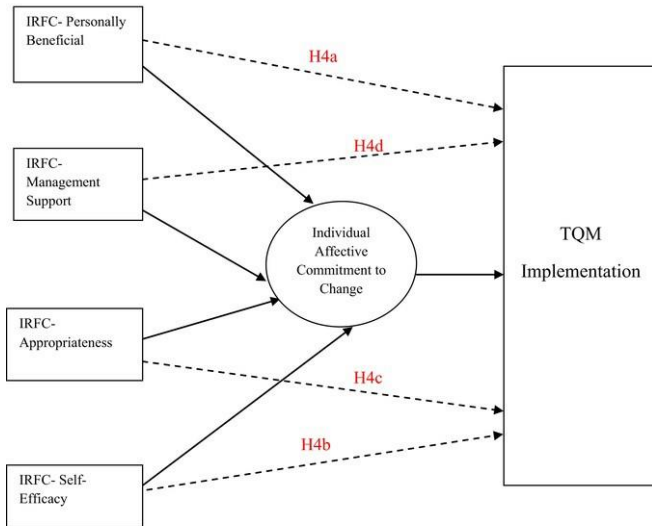 IRFC- Personally
Beneficial
H4a
IRFC-
Management
Support
H4d
Individual
Affective
Commitment to
Change
TQM
Implementation
IRFC-
Appropriateness
H4c
H4b
IRFC- Self-
Efficacy